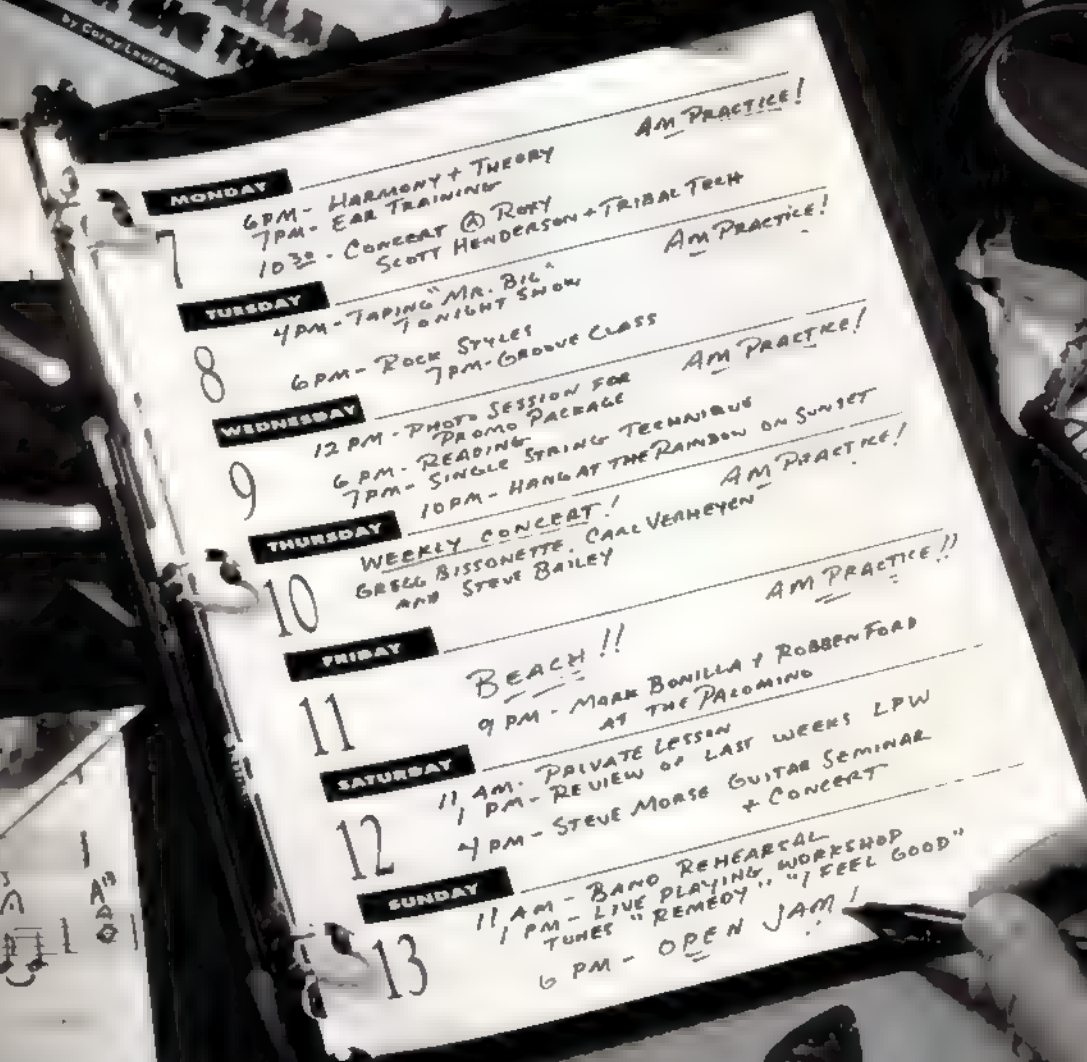 by Corey Levitan
AM PRACTICE!
MONDAY
7
6PM - HARMONY + THEORY
7PM - EAR TRAINING
10 30 - CONCERT @ ROXY
SCOTT HENDERSON + TRIBAL TECH
AM PRACTICE!
TUESDAY
8
4PM - TAPING "MR. BIG"
TONIGHT SHOW
6PM - ROCK STYLES
7PM - GROOVE CLASS
AM PRACTICE!
WEDNESDAY
9
12 PM - PHOTO SESSION FOR
PROMO PACKAGE
6 PM - READING
7PM - SINGLE STRING TECHNIQUE
10PM - HANG AT THE RAINBOW ON SUNSET
AM PRACTICE!
THURSDAY
10
WEEKLY CONCERT!
GREGG BISSONETTE, CARL VERHEYEN
AND STEVE BAILEY
AM PRACTICE!!
FRIDAY
11
BEACH!!
9 PM - MARK BONILLA + ROBBEN FORD
AT THE PALOMINO
SATURDAY
12
11 AM - PRIVATE LESSON
1 PM - REVIEW OF LAST WEEKS LPW
4 PM - STEVE MORSE GUITAR SEMINAR
+ CONCERT
SUNDAY
13
11 AM - BAND REHEARSAL
1 PM - LIVE PLAYING WORKSHOP
TUNES "REMEDY" "I FEEL GOOD"
6 PM - OPEN JAM!